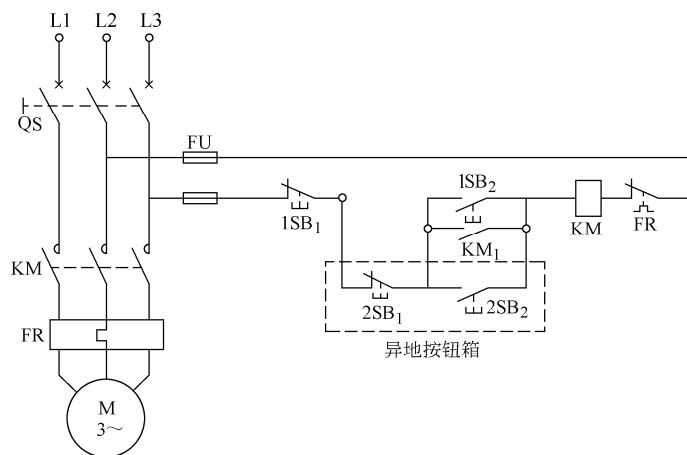 L1 L2 L3
QS
FU
1SB₁
1SB₂
KM₁
KM
FR
KM
2SB₁
2SB₂
FR
异地按钮箱
M
3～